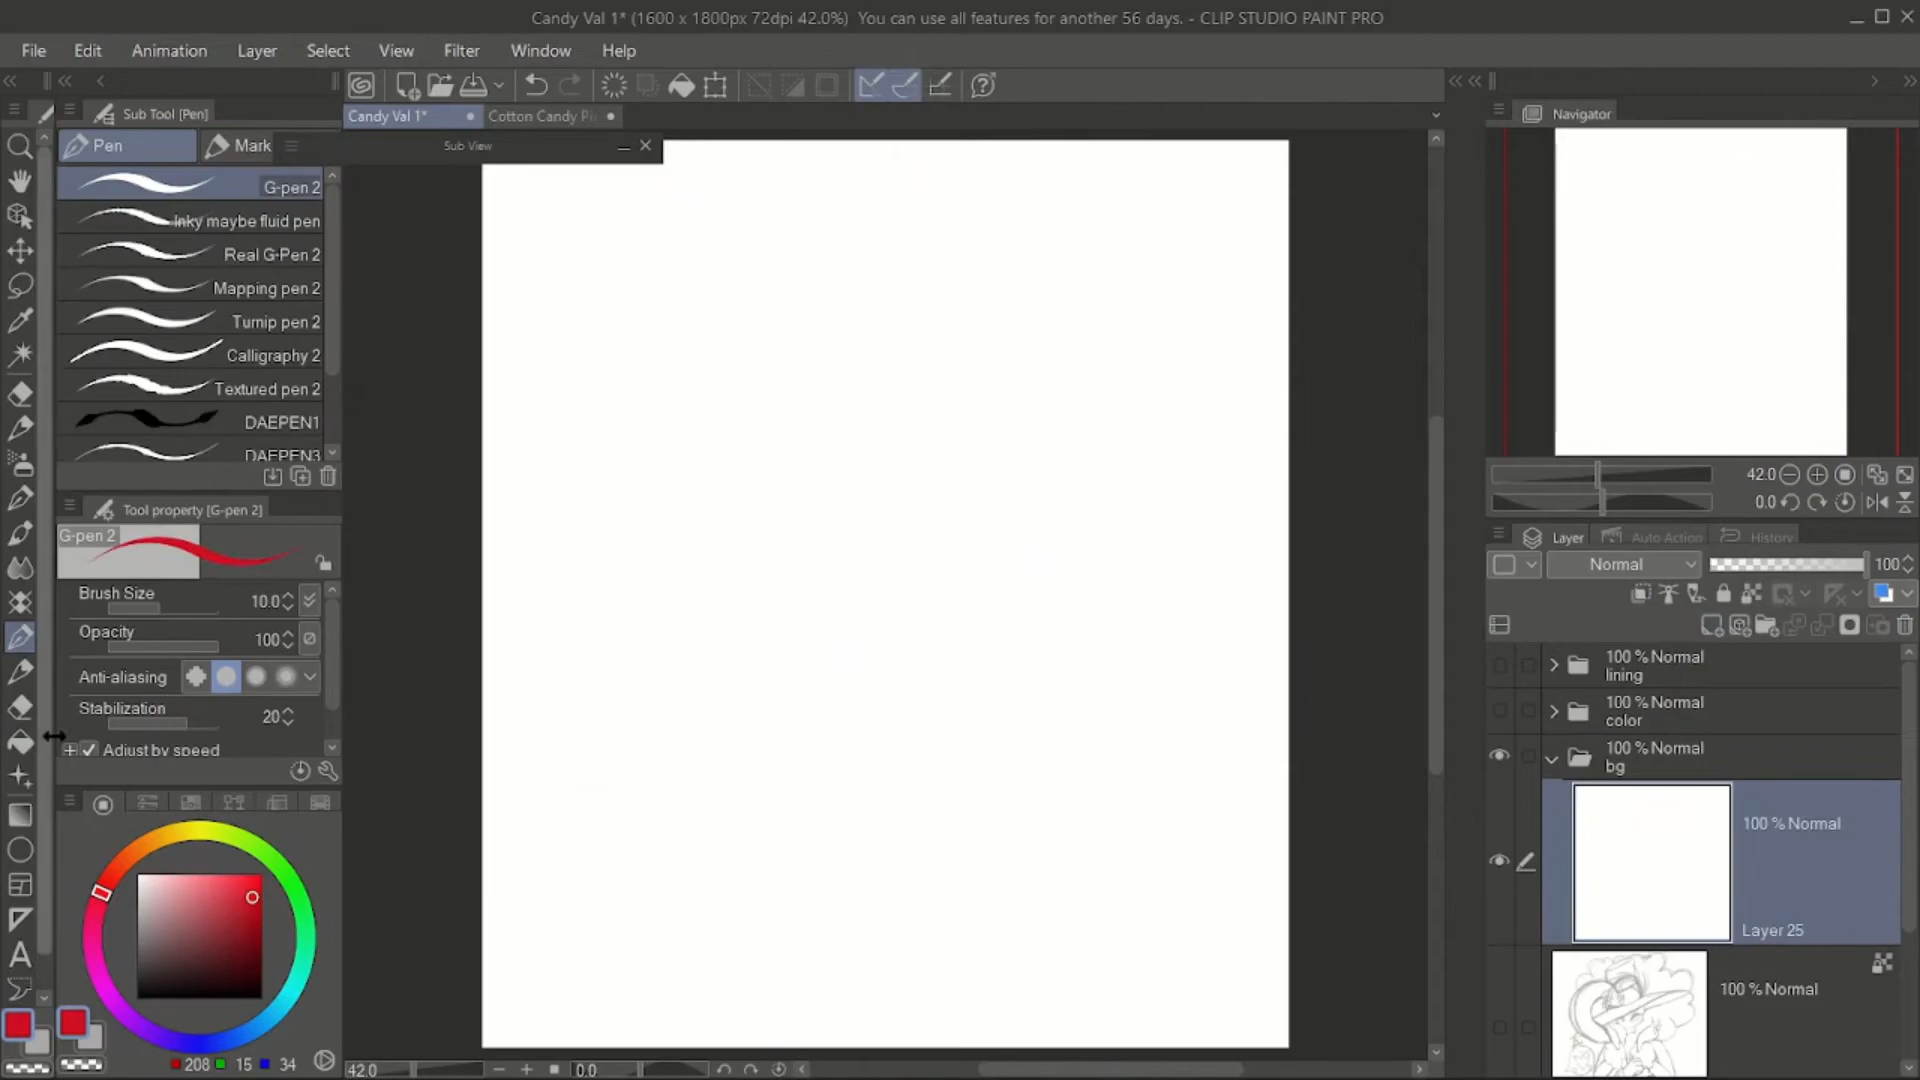 Candy Val 1* (1600 x 1800px 72dpi 42.0%)  You can use all features for another 56 days. - CLIP STUDIO PAINT PRO
File Edit Animation Layer Select View Filter Window Help
Sub Tool [Pen]
Candy Val 1*
Cotton Candy Pi
Navigator
Pen
Mark
Sub View
G-pen 2
Inky maybe fluid pen
Real G-Pen 2
Mapping pen 2
Turnip pen 2
Calligraphy 2
Textured pen 2
DAEPEN1
DAEPEN3
Tool property [G-pen 2]
G-pen 2
Brush Size
10.0
Opacity
100
Anti-aliasing
Stabilization
20
Adjust by speed
208 15 34
42.0
0.0
42.0
0.0
Layer
Auto Action
History
Normal
100
100 % Normal
lining
100 % Normal
color
100 % Normal
bg
100 % Normal
Layer 25
100 % Normal